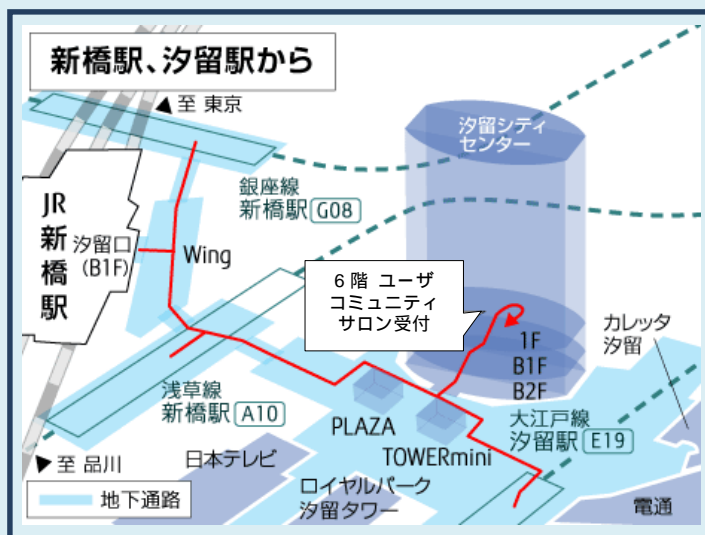 新橋駅、汐留駅から
▲至 東京
汐留シティ
センター
銀座線
新橋駅 G08
JR
新
橋
駅
汐留口
(B1F)
Wing
6階 ユーザ
コミュニティ
サロン受付
1F
B1F
B2F
カレッタ
汐留
浅草線
新橋駅 A10
PLAZA
TOWERmini
大江戸線
汐留駅 E19
▼至 品川
日本テレビ
ロイヤルパーク
汐留タワー
電通
地下通路